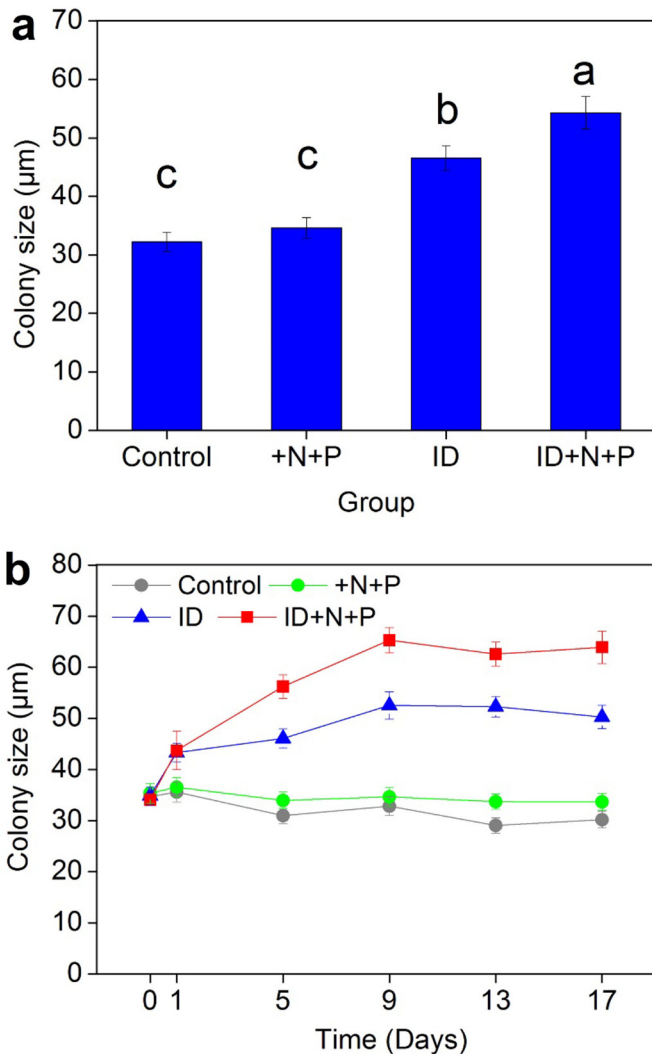 a
70
60
50
40
30
20
10
0
Colony size (μm)
c
c
b
a
Control
+N+P
ID
ID+N+P
Group
b
80
70
60
50
40
30
20
10
0
Colony size (μm)
Control
+N+P
ID
ID+N+P
0
1
5
9
13
17
Time (Days)